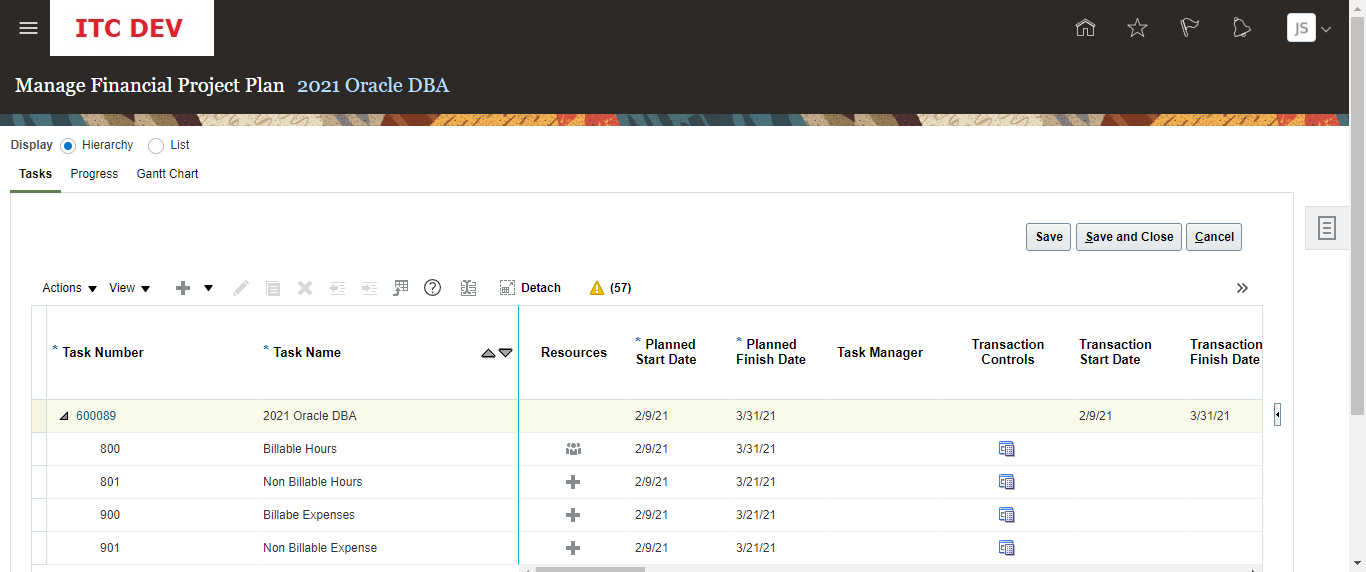 ITC DEV
JS
Manage Financial Project Plan 2021 Oracle DBA
Display Hierarchy List
Tasks Progress Gantt Chart
Save Save and Close Cancel
Actions View Detach (57)
* Task Number * Task Name Resources * Planned Start Date * Planned Finish Date Task Manager Transaction Controls Transaction Start Date Transaction Finish Date
600089 2021 Oracle DBA 2/9/21 3/31/21 2/9/21 3/31/21
800 Billable Hours 2/9/21 3/31/21
801 Non Billable Hours 2/9/21 3/21/21
900 Billabe Expenses 2/9/21 3/21/21
901 Non Billable Expense 2/9/21 3/21/21